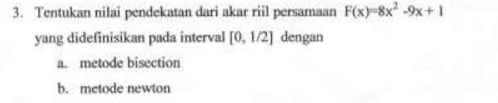 3. Tentukan nilai pendekatan dari akar riil persamaan F(x)=8x² -9x + 1
yang didefinisikan pada interval [0, 1/2] dengan
a. metode bisection
b. metode newton